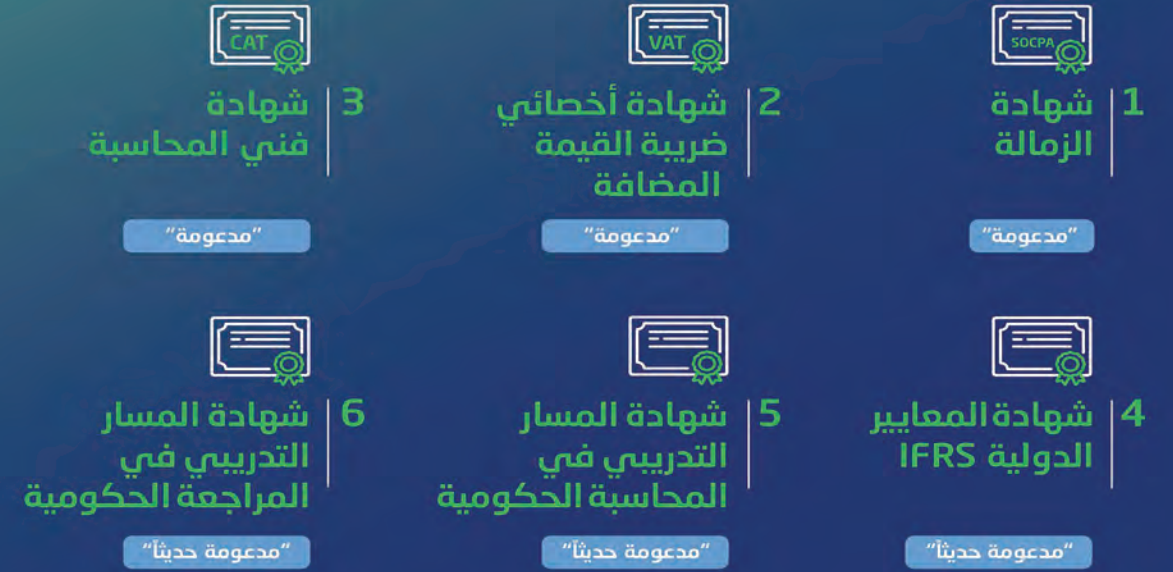 SOCPA
1
شهادة
الزمالة
“مدعومة”
VAT
2
شهادة أخصائي
ضريبة القيمة
المضافة
“مدعومة”
CAT
3
شهادة
فني المحاسبة
“مدعومة”
4
شهادة المعايير
الدولية IFRS
“مدعومة حديثاً”
5
شهادة المسار
التدريبي في
المحاسبة الحكومية
“مدعومة حديثاً”
6
شهادة المسار
التدريبي في
المراجعة الحكومية
“مدعومة حديثاً”